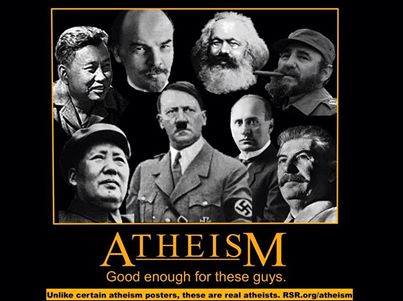 ATHEISM
Good enough for these guys.
Unlike certain atheism posters, these are real atheists. RSR.org/atheism